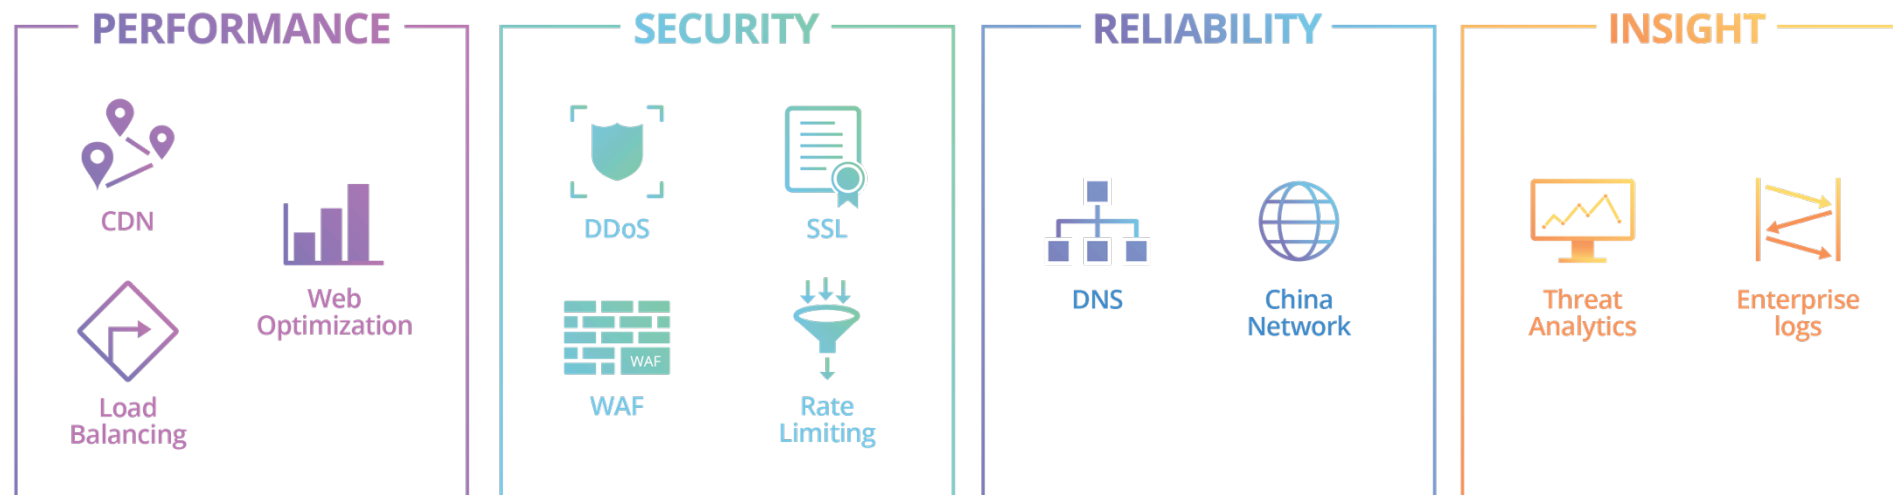 PERFORMANCE
CDN
Web
Optimization
Load
Balancing
SECURITY
DDoS
SSL
WAF
WAF
Rate
Limiting
RELIABILITY
DNS
China
Network
INSIGHT
Threat
Analytics
Enterprise
logs